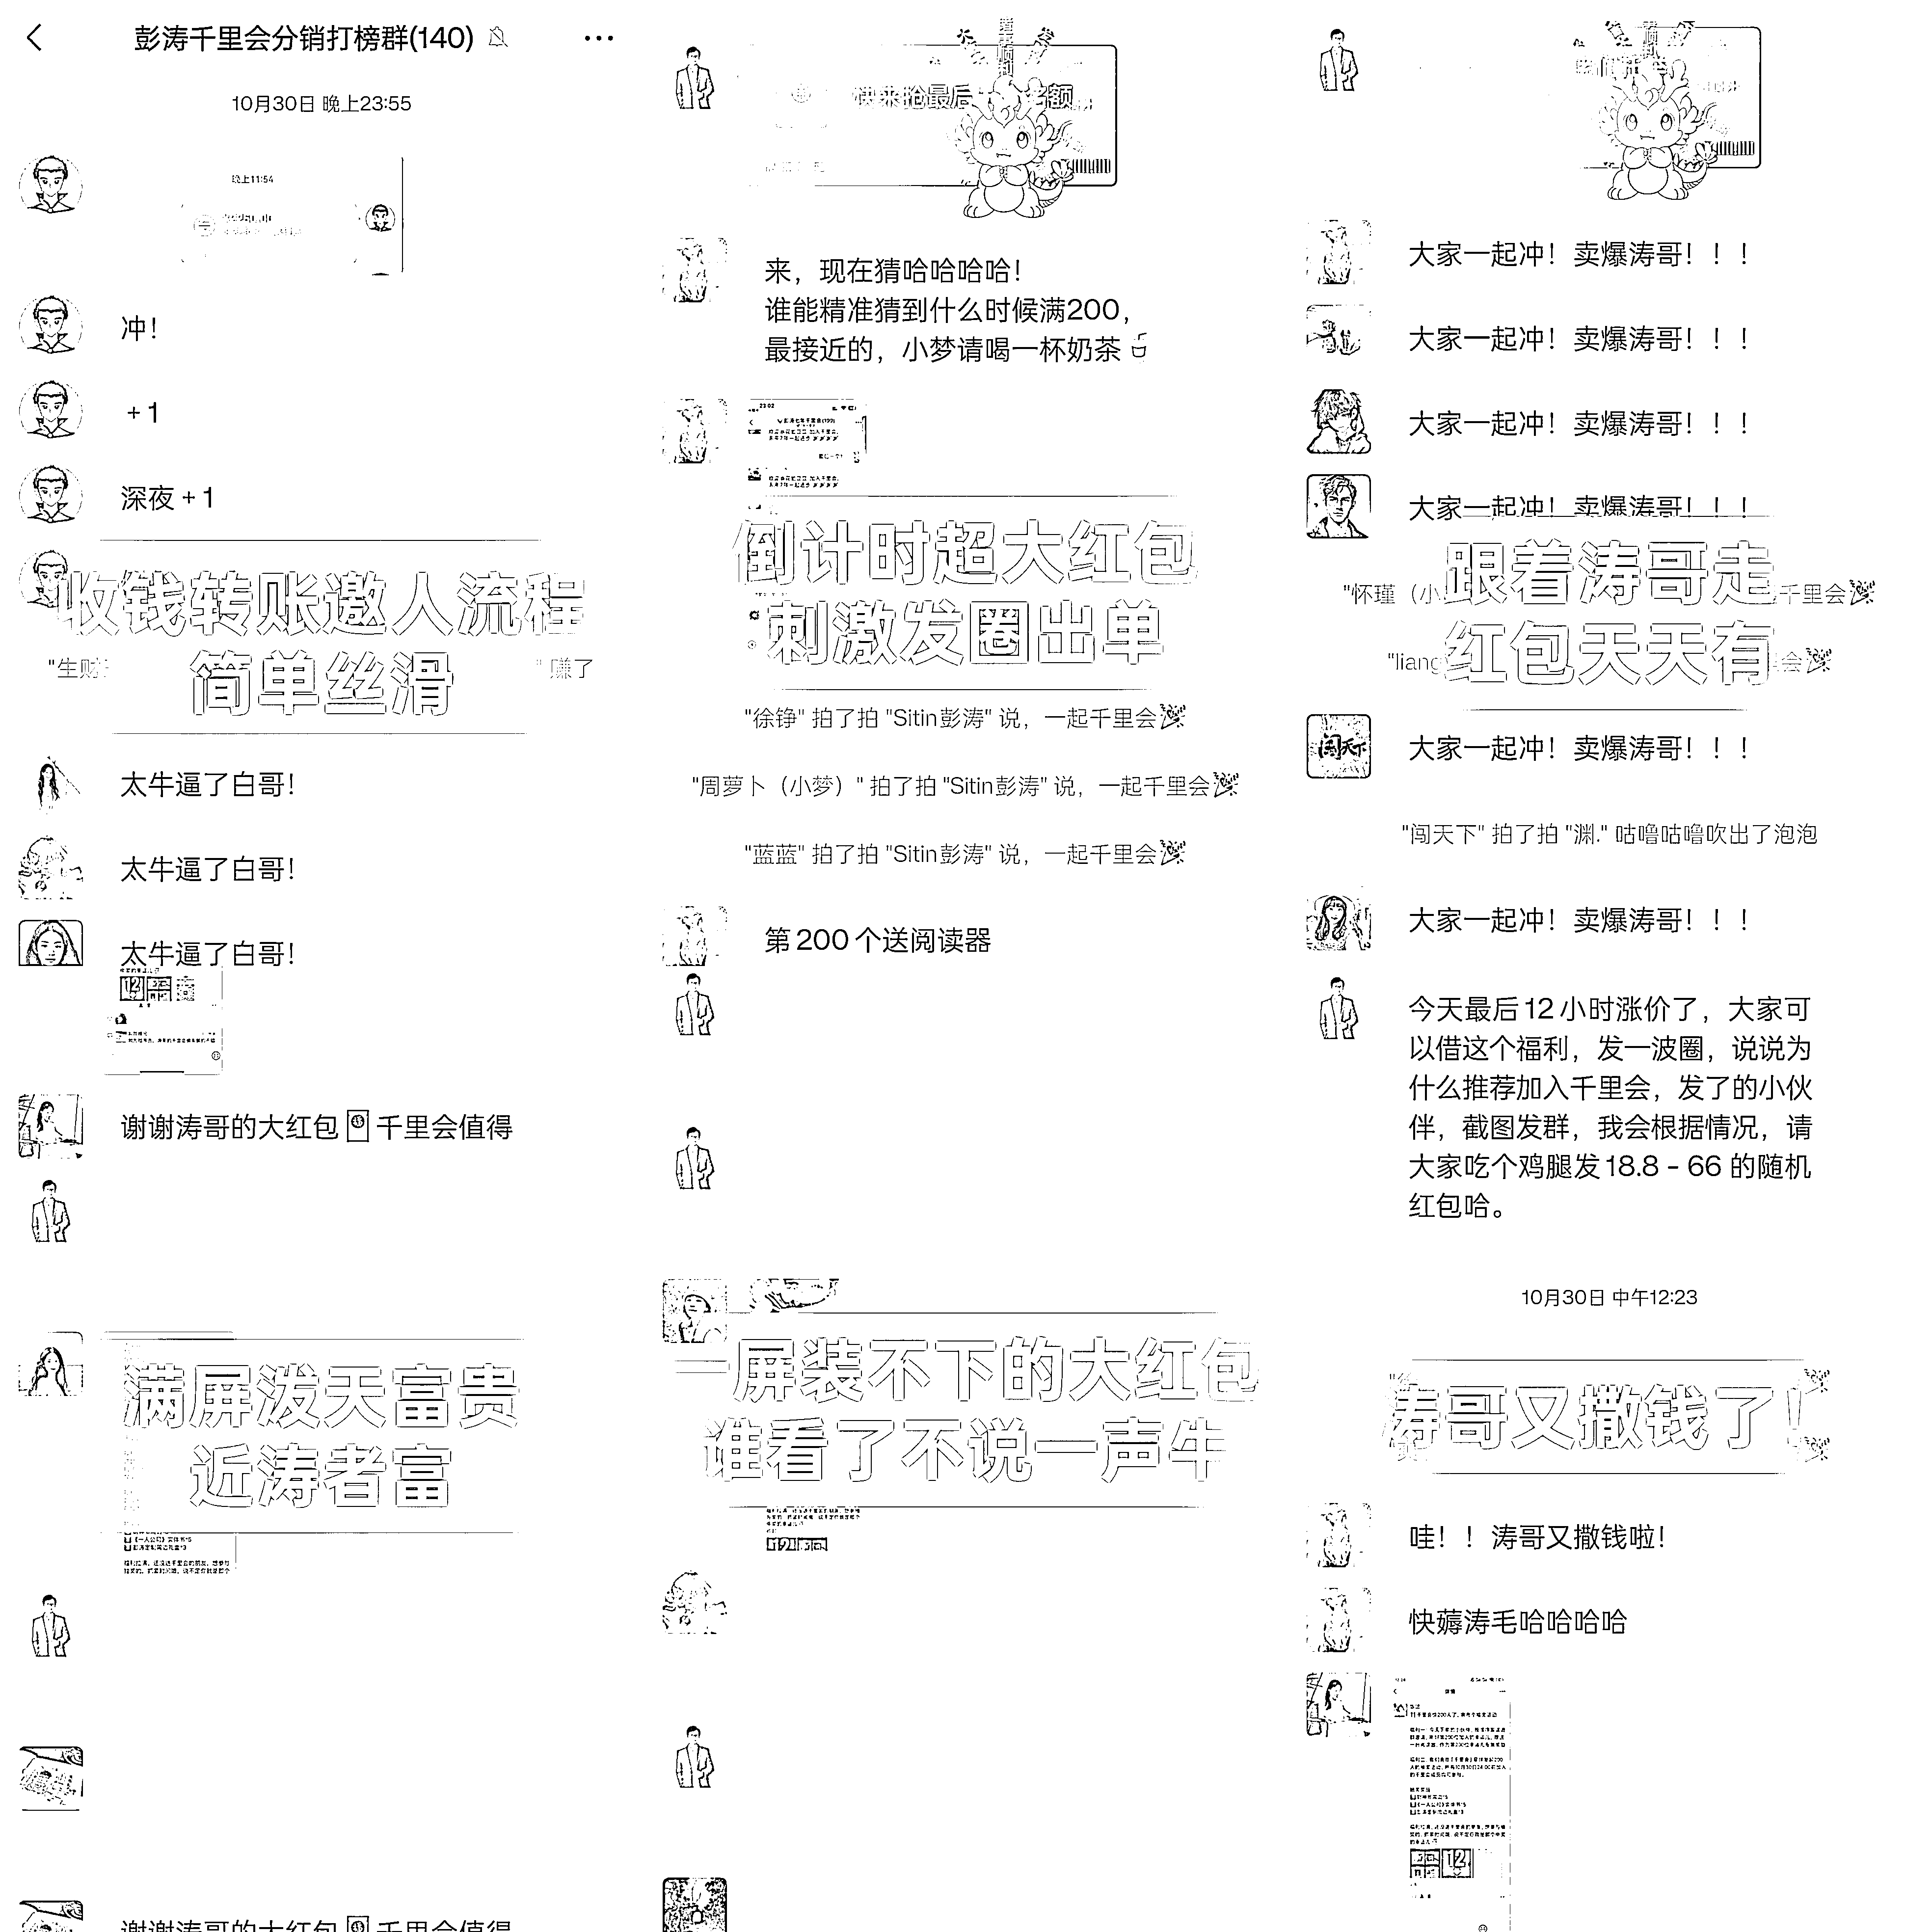 彭涛千里会分销打榜群(140)
10月30日 晚上23:55
晚上11:54
冲！
+1
深夜+1
收钱转账邀人流程
简单丝滑
"生财
" 赚了
太牛逼了白哥！
太牛逼了白哥！
太牛逼了白哥！
谢谢涛哥的大红包 千里会值得
满屏泼天富贵
近涛者富
谢谢涛哥的大红包 千里会值得
快来抢最后
名额
来，现在猜哈哈哈哈！
谁能精准猜到什么时候满200，
最接近的，小梦请喝一杯奶茶
23:02
倒计时超大红包
刺激发圈出单
"徐铮" 拍了拍 "Sitin彭涛" 说，一起千里会
"周萝卜（小梦）" 拍了拍 "Sitin彭涛" 说，一起千里会
"蓝蓝" 拍了拍 "Sitin彭涛" 说，一起千里会
第 200 个送阅读器
一屏装不下的大红包
谁看了不说一声牛
大家一起冲！卖爆涛哥！！！
大家一起冲！卖爆涛哥！！！
大家一起冲！卖爆涛哥！！！
大家一起冲！卖爆涛哥！！！
跟着涛哥走
"怀瑾（小
千里会
红包天天有
"liang
会
大家一起冲！卖爆涛哥！！！
"闯天下" 拍了拍 "渊." 咕噜咕噜吹出了泡泡
大家一起冲！卖爆涛哥！！！
今天最后 12 小时涨价了，大家可
以借这个福利，发一波圈，说说为
什么推荐加入千里会，发了的小伙
伴，截图发群，我会根据情况，请
大家吃个鸡腿发 18.8 - 66 的随机
红包哈。
10月30日 中午12:23
涛哥又撒钱了！
哇！！涛哥又撒钱啦！
快薅涛毛哈哈哈哈